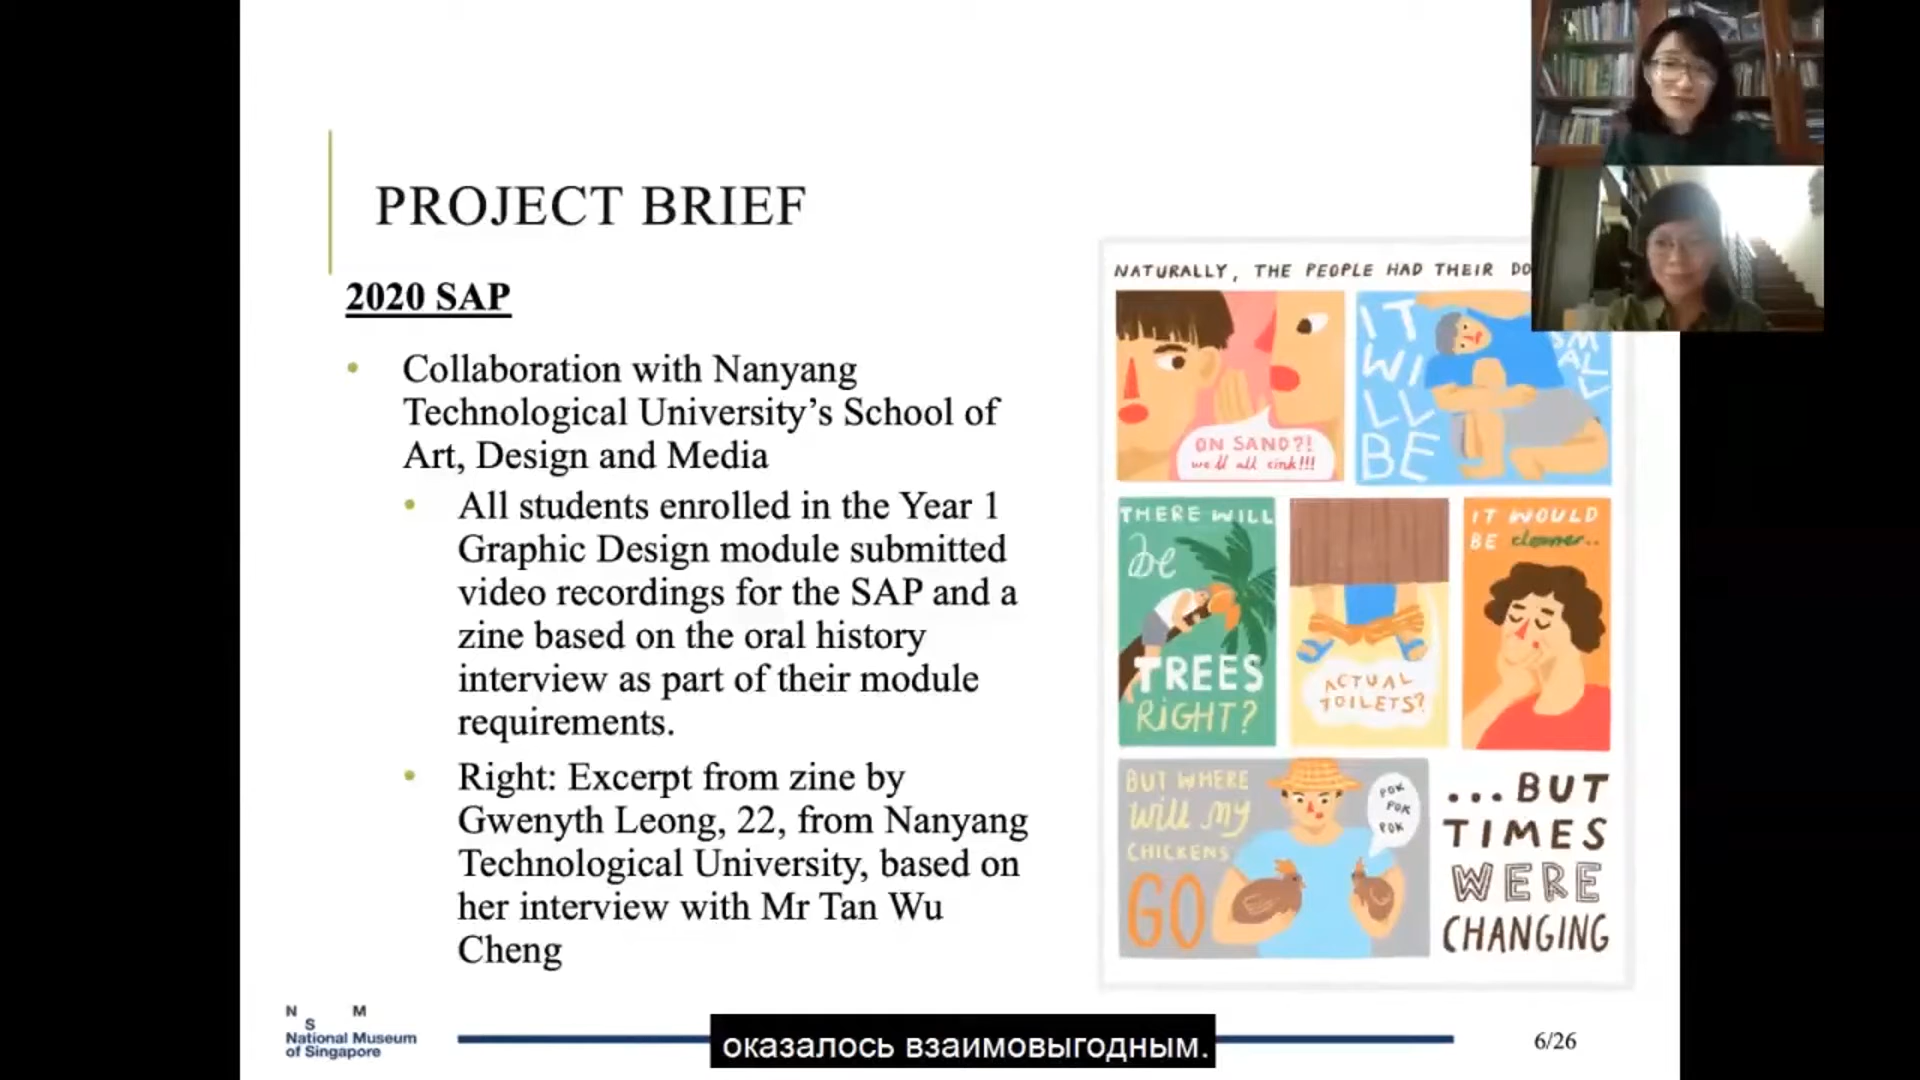 PROJECT BRIEF
2020 SAP
• Collaboration with Nanyang
Technological University’s School of
Art, Design and Media
• All students enrolled in the Year 1
Graphic Design module submitted
video recordings for the SAP and a
zine based on the oral history
interview as part of their module
requirements.
• Right: Excerpt from zine by
Gwenyth Leong, 22, from Nanyang
Technological University, based on
her interview with Mr Tan Wu
Cheng
NATURALLY, THE PEOPLE HAD THEIR
ON SAND?!
we'll all sink!!!
IT
WI
LL
BE
SM
AL
L
THERE WILL
be
TREES
RiGHT?
ACTUAL
TOILETS?
IT WOULD
BE cleaner..
BUT WHERE
will my
CHICKENS
GO
POK
POK
POK
...BUT
TIMES
WERE
CHANGING
N M
S
National Museum
of Singapore
оказалось взаимовыгодным.
6/26